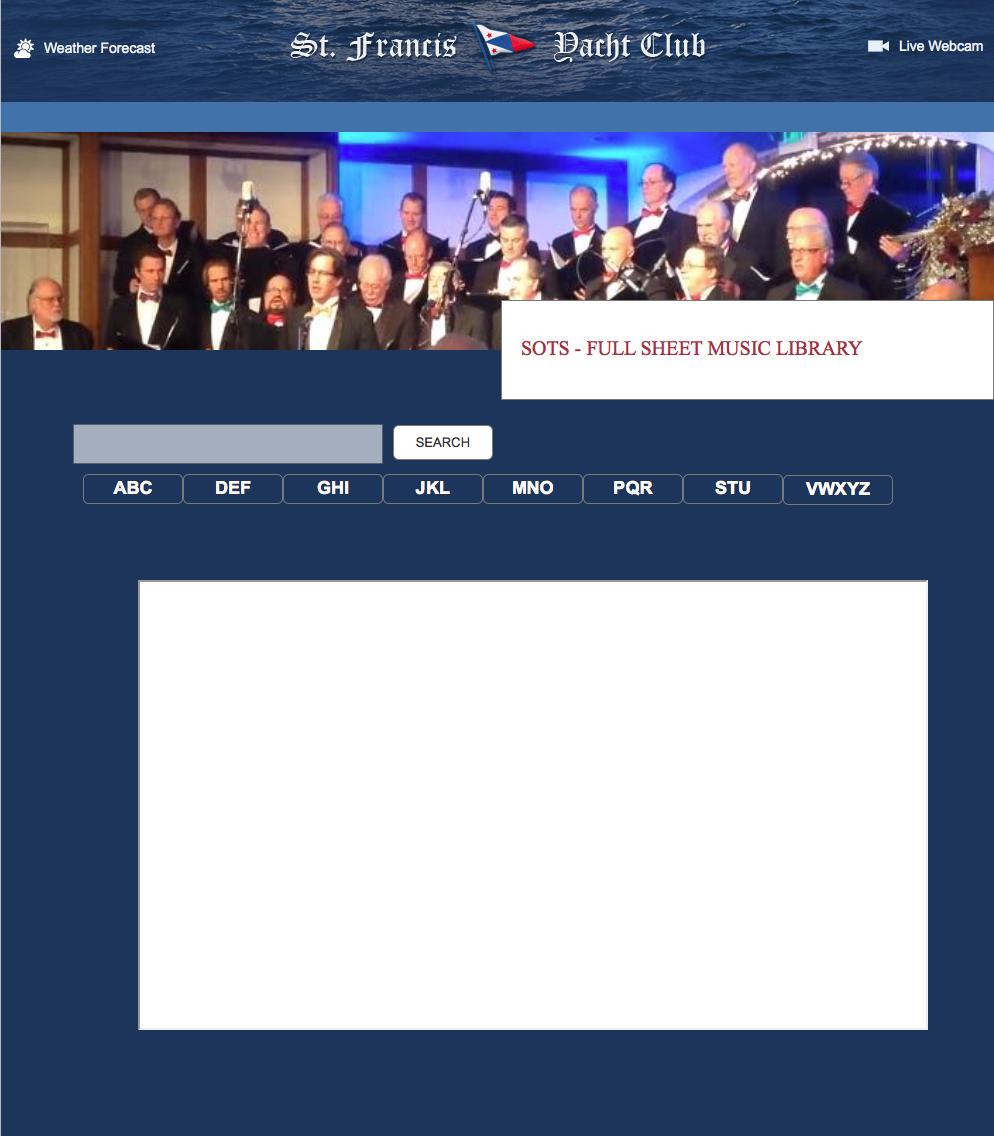 Weather Forecast
St. Francis Yacht Club
Live Webcam
SOTS - FULL SHEET MUSIC LIBRARY
SEARCH
ABC DEF GHI JKL MNO PQR STU VWXYZ